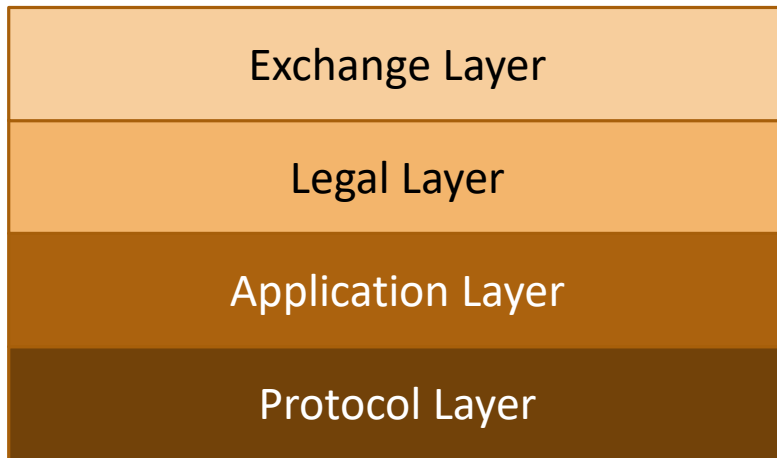 Exchange Layer
Legal Layer
Application Layer
Protocol Layer